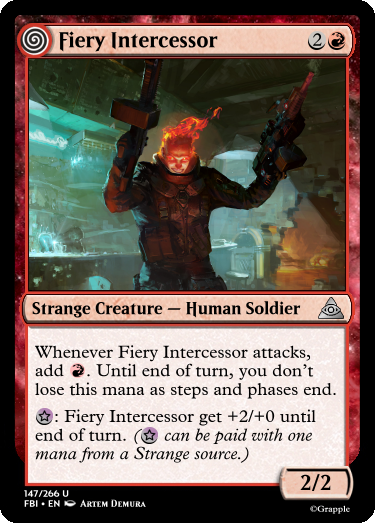 Fiery Intercessor 2
Strange Creature — Human Soldier
Whenever Fiery Intercessor attacks,
add . Until end of turn, you don't
lose this mana as steps and phases end.
: Fiery Intercessor get +2/+0 until
end of turn. ( can be paid with one
mana from a Strange source.)
2/2
147/266 U
FBI • EN Artem Demura
©Grapple